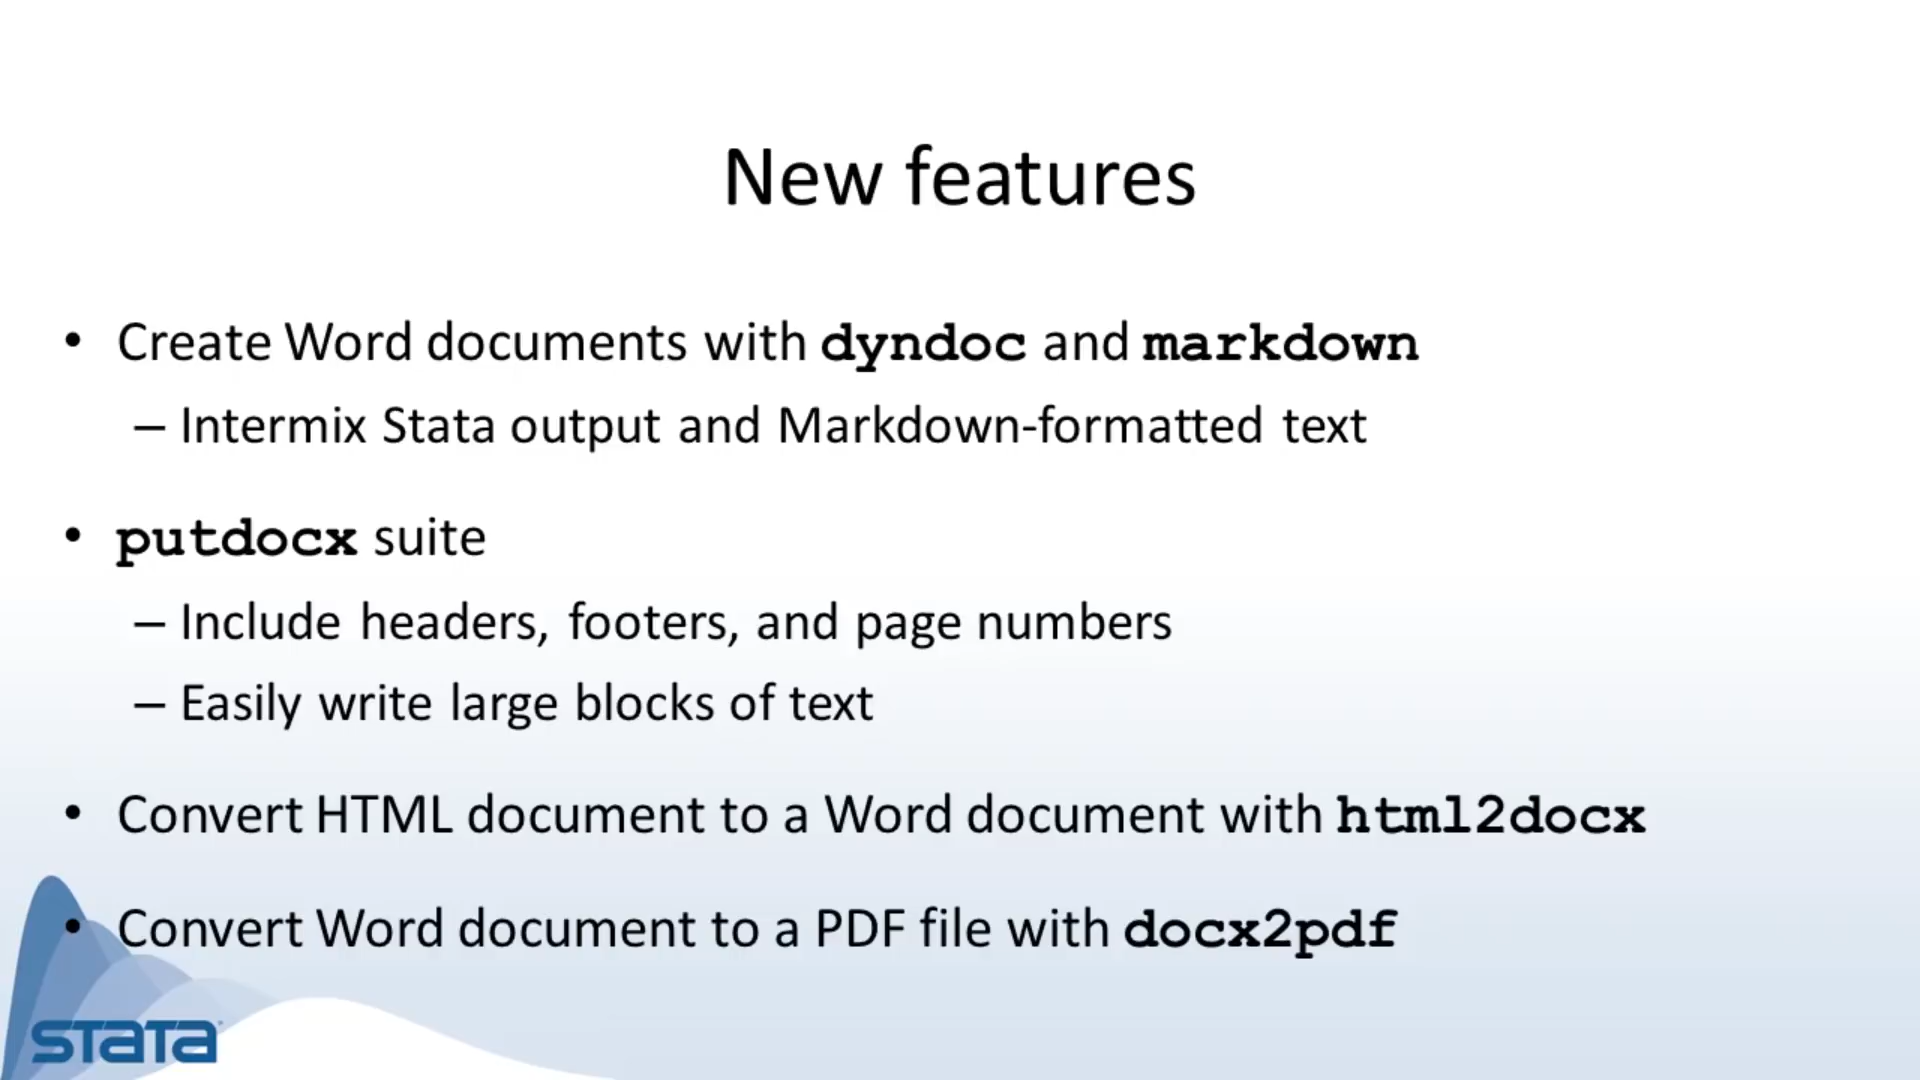 New features
• Create Word documents with dyndoc and markdown
– Intermix Stata output and Markdown-formatted text
• putdocx suite
– Include headers, footers, and page numbers
– Easily write large blocks of text
• Convert HTML document to a Word document with html2docx
• Convert Word document to a PDF file with docx2pdf
stata